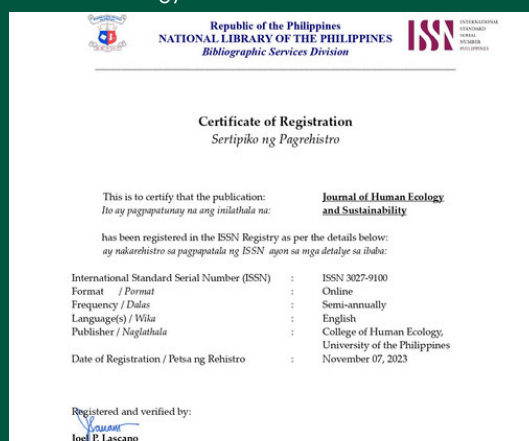 Republic of the Philippines
NATIONAL LIBRARY OF THE PHILIPPINES
Bibliographic Services Division
ISSN
INTERNATIONAL
STANDARD
SERIAL
NUMBER
PHILIPPINES
Certificate of Registration
Sertipiko ng Pagrehistro
This is to certify that the publication: Journal of Human Ecology
Ito ay pagpapatunay na ang inilathala na: and Sustainability
has been registered in the ISSN Registry as per the details below:
ay nakarehistro sa pagpapatala ng ISSN ayon sa mga detalye sa ibaba:
International Standard Serial Number (ISSN) : ISSN 3027-9100
Format / Pormat : Online
Frequency / Dalas : Semi-annually
Language(s) / Wika : English
Publisher / Naglathala : College of Human Ecology,
University of the Philippines
Date of Registration / Petsa ng Rehistro : November 07, 2023
Registered and verified by:
Joel P. Lascano